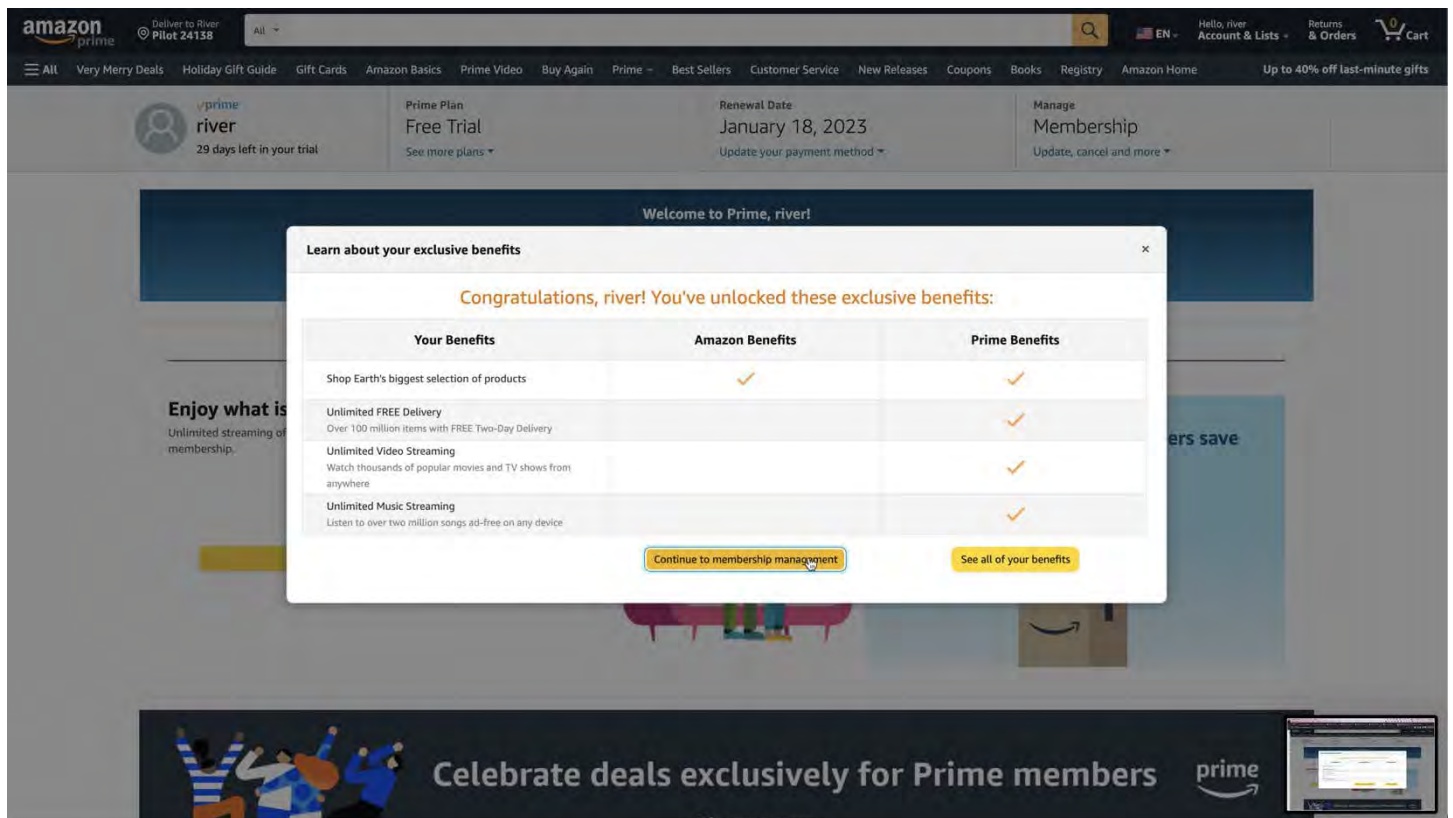 amazon
prime
Deliver to River
Pilot 24138
All
EN
Hello, river
Account & Lists
Returns
& Orders
0
Cart
All Very Merry Deals Holiday Gift Guide Gift Cards Amazon Basics Prime Video Buy Again Prime Best Sellers Customer Service New Releases Coupons Books Registry Amazon Home Up to 40% off last-minute gifts
prime
river
29 days left in your trial
Prime Plan
Free Trial
See more plans
Renewal Date
January 18, 2023
Update your payment method
Manage
Membership
Update, cancel and more
Welcome to Prime, river!
Learn about your exclusive benefits
×
Congratulations, river! You've unlocked these exclusive benefits:
Your Benefits Amazon Benefits Prime Benefits
Shop Earth's biggest selection of products
Unlimited FREE Delivery
Over 100 million items with FREE Two-Day Delivery
Unlimited Video Streaming
Watch thousands of popular movies and TV shows from
anywhere
Unlimited Music Streaming
Listen to over two million songs ad-free on any device
Continue to membership management See all of your benefits
Enjoy what is
Unlimited streaming of
membership.
ers save
Celebrate deals exclusively for Prime members
prime